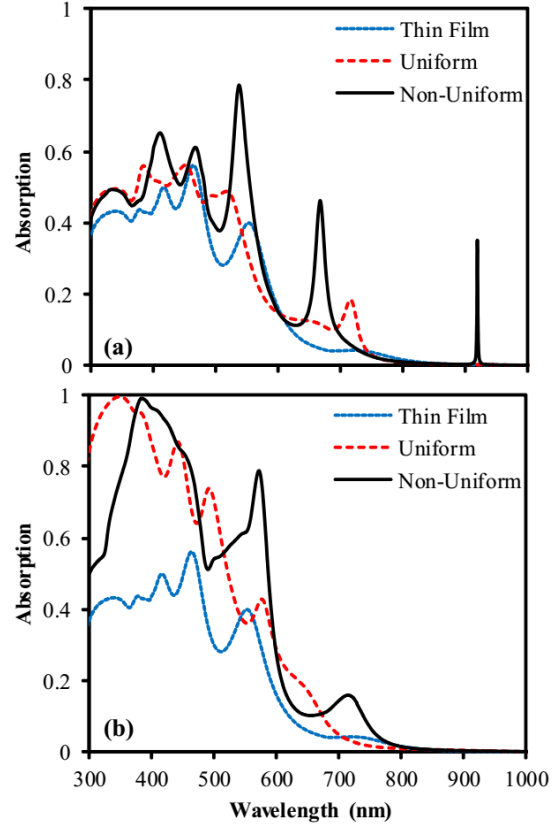 1
Thin Film
Uniform
Non-Uniform
0.8
0.6
Absorption
0.4
0.2
(a)
0
1
Thin Film
Uniform
Non-Uniform
0.8
0.6
Absorption
0.4
0.2
(b)
0
300 400 500 600 700 800 900 1000
Wavelength (nm)